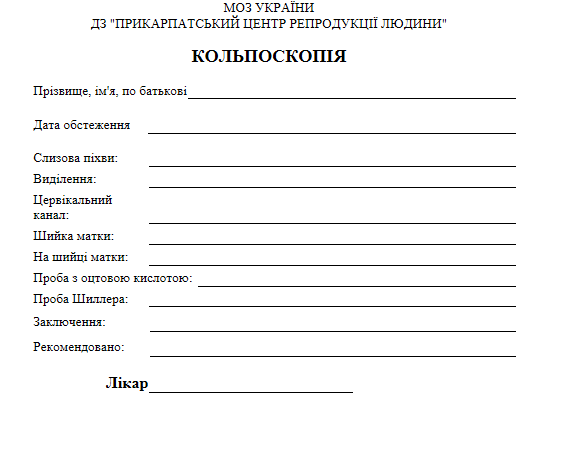 МОЗ УКРАЇНИ
ДЗ "ПРИКАРПАТСЬКИЙ ЦЕНТР РЕПРОДУКЦІЇ ЛЮДИНИ"
КОЛЬПОСКОПІЯ
Прізвище, ім'я, по батькові
Дата обстеження
Слизова піхви:
Виділення:
Цервікальний
канал:
Шийка матки:
На шийці матки:
Проба з оцтовою кислотою:
Проба Шиллера:
Заключення:
Рекомендовано:
Лікар